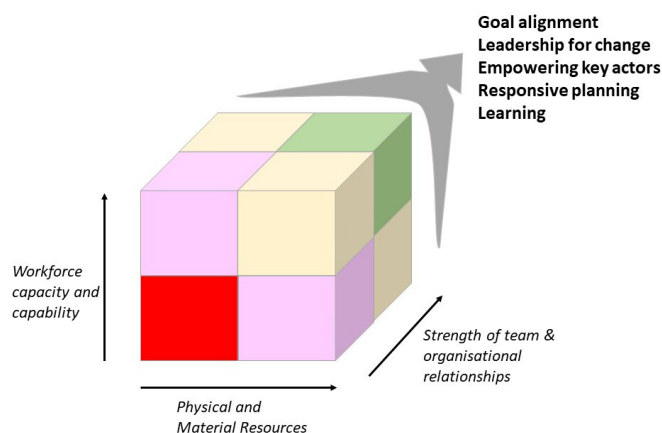 Goal alignment
Leadership for change
Empowering key actors
Responsive planning
Learning
Workforce
capacity and
capability
Strength of team &
organisational
relationships
Physical and
Material Resources